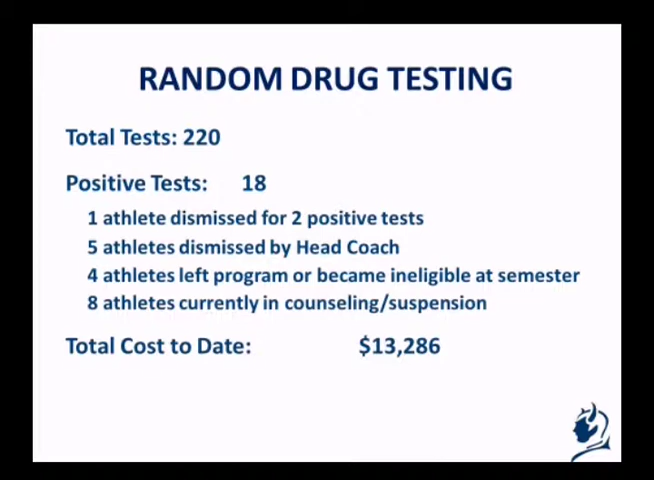 RANDOM DRUG TESTING
Total Tests: 220
Positive Tests: 18
1 athlete dismissed for 2 positive tests
5 athletes dismissed by Head Coach
4 athletes left program or became ineligible at semester
8 athletes currently in counseling/suspension
Total Cost to Date: $13,286